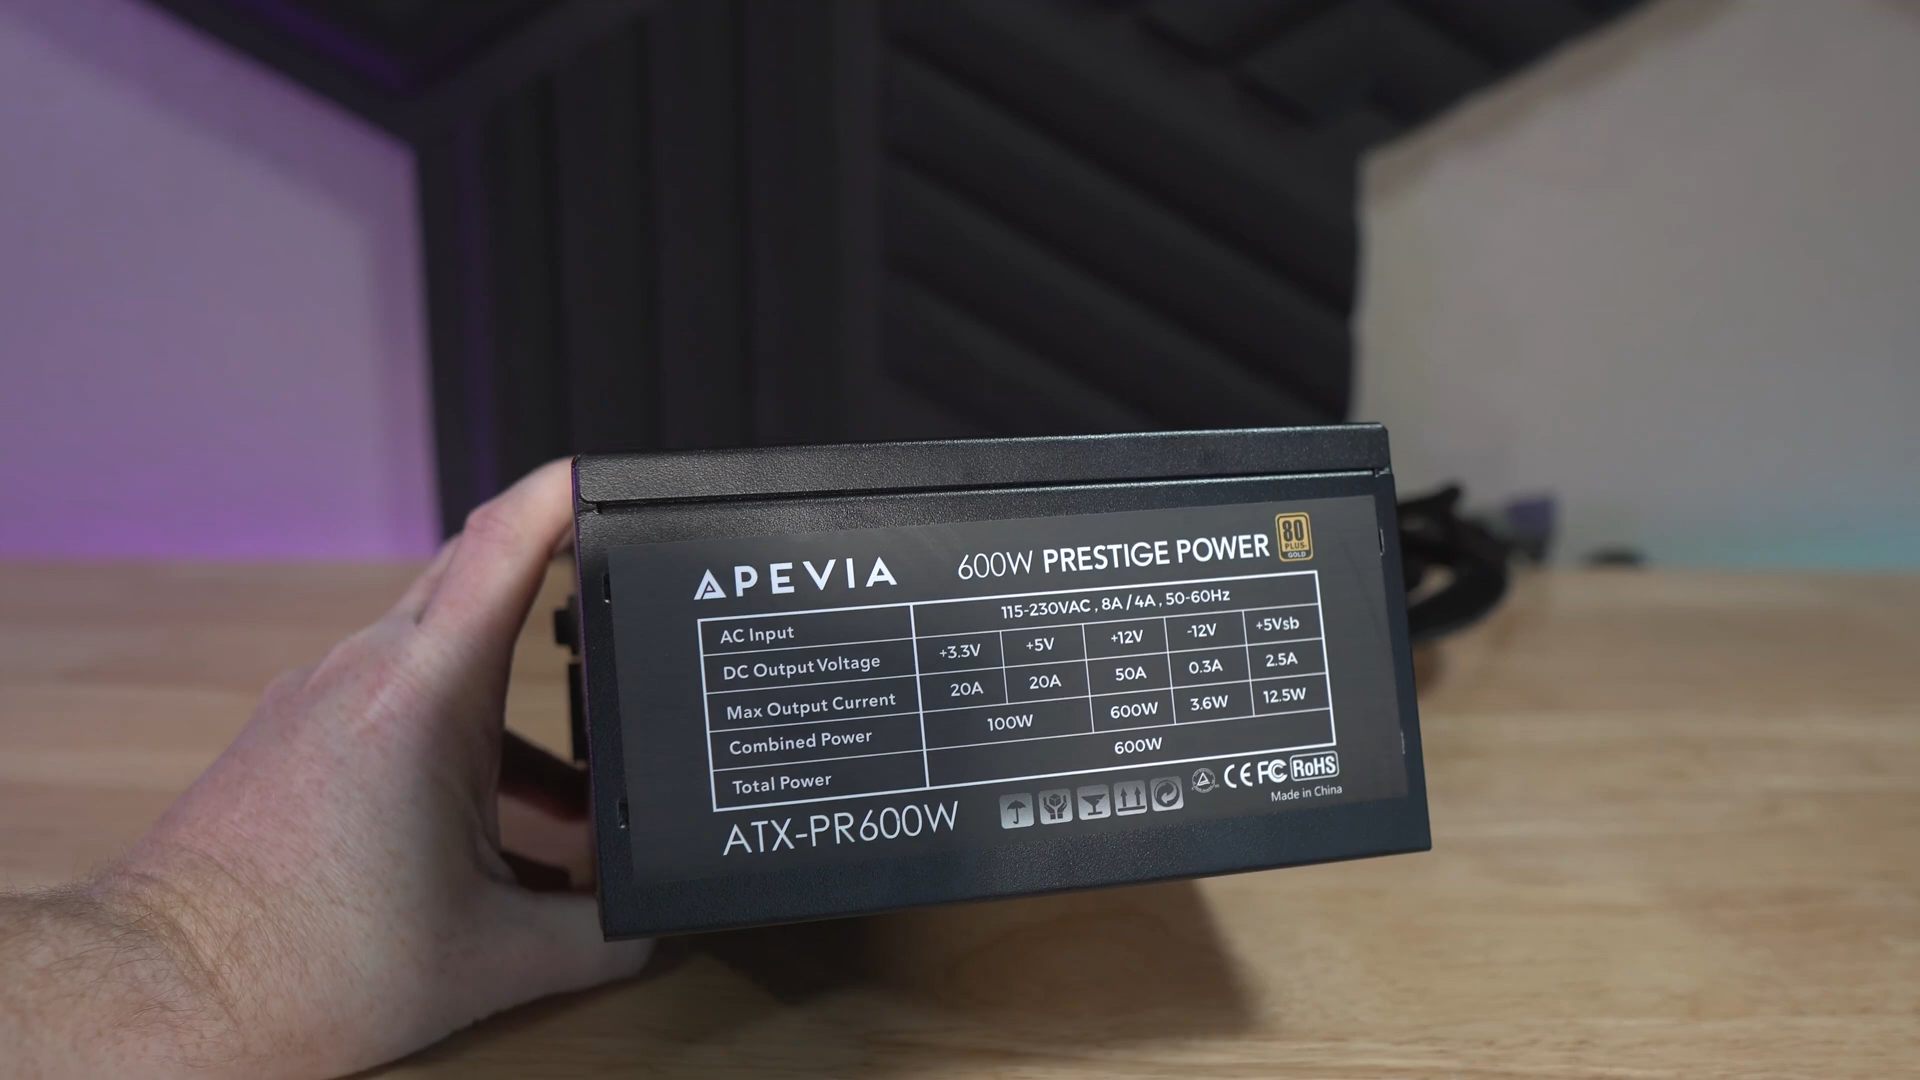 APEVIA 600W PRESTIGE POWER 80 PLUS GOLD
AC Input 115-230VAC , 8A / 4A , 50-60Hz
DC Output Voltage +3.3V +5V +12V -12V +5Vsb
Max Output Current 20A 20A 50A 0.3A 2.5A
Combined Power 100W 600W 3.6W 12.5W
Total Power 600W
ATX-PR600W CE FC RoHS
Made in China